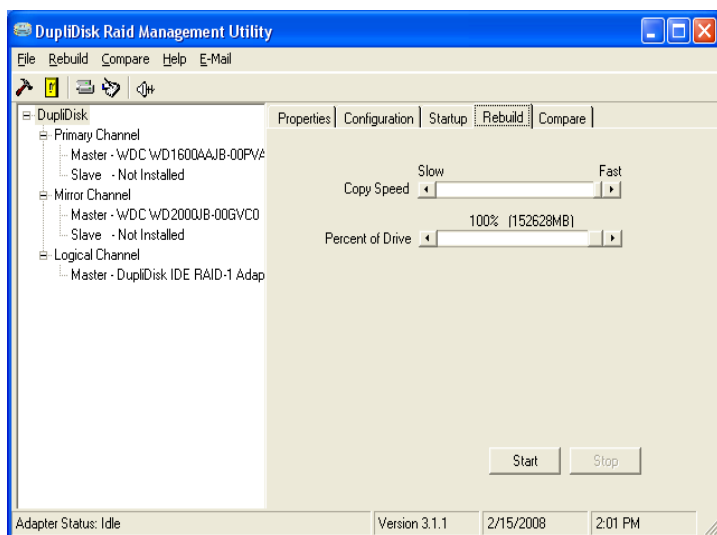 DupliDisk Raid Management Utility
File Rebuild Compare Help E-Mail
DupliDisk
Primary Channel
Master - WDC WD1600AAJB-00PVA
Slave - Not Installed
Mirror Channel
Master - WDC WD2000JB-00GVC0
Slave - Not Installed
Logical Channel
Master - DupliDisk IDE RAID-1 Adap
Properties Configuration Startup Rebuild Compare
Slow Fast
Copy Speed
100% (152628MB)
Percent of Drive
Start Stop
Adapter Status: Idle Version 3.1.1 2/15/2008 2:01 PM